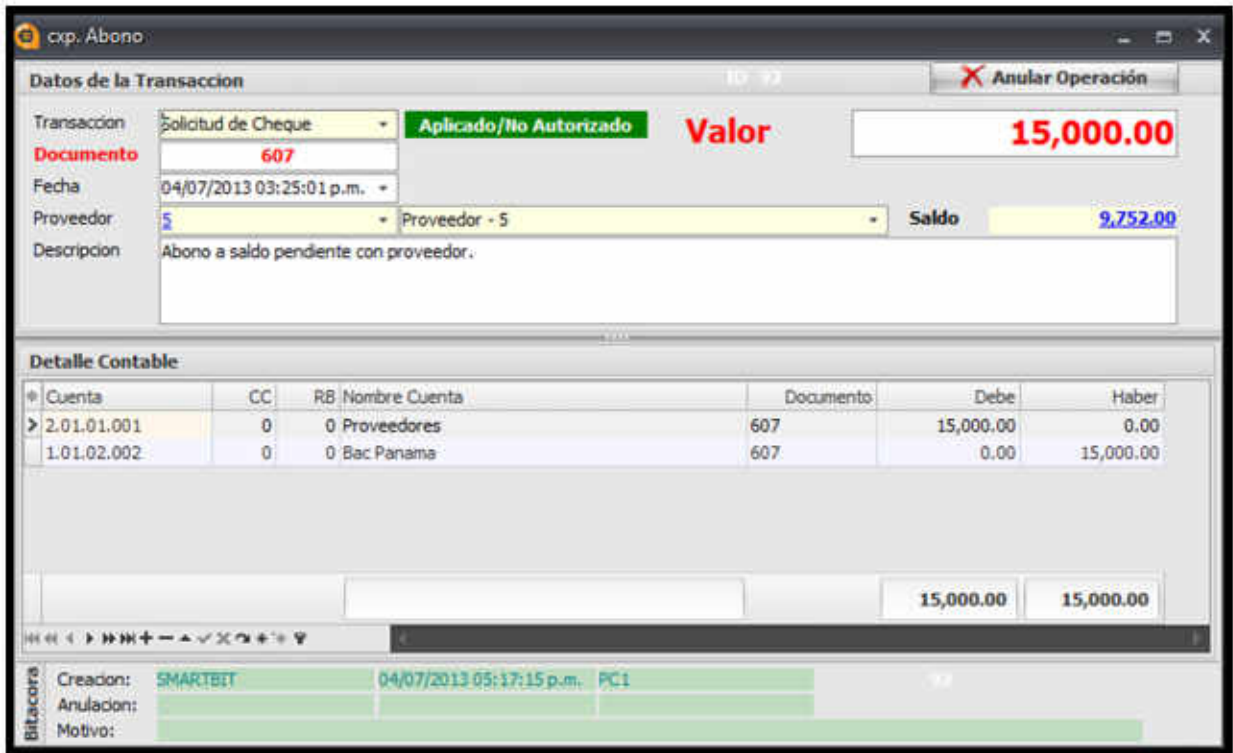 cxp. Abono
Datos de la Transaccion ID 92 Anular Operación
Transaccion Solicitud de Cheque Aplicado/No Autorizado Valor 15,000.00
Documento 607
Fecha 04/07/2013 03:25:01 p.m.
Proveedor 5 Proveedor - 5 Saldo 9,752.00
Descripcion Abono a saldo pendiente con proveedor.
Detalle Contable
Cuenta CC RB Nombre Cuenta Documento Debe Haber
2.01.01.001 0 0 Proveedores 607 15,000.00 0.00
1.01.02.002 0 0 Bac Panama 607 0.00 15,000.00
15,000.00 15,000.00
Bitacora
Creacion: SMARTBIT 04/07/2013 05:17:15 p.m. PC1 92
Anulacion:
Motivo: